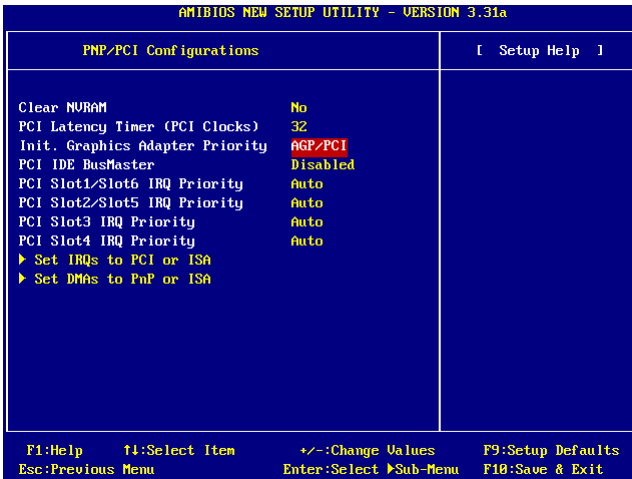 AMIBIOS NEW SETUP UTILITY - VERSION 3.31a
PNP/PCI Configurations
[ Setup Help ]
Clear NVRAM No
PCI Latency Timer (PCI Clocks) 32
Init. Graphics Adapter Priority AGP/PCI
PCI IDE BusMaster Disabled
PCI Slot1/Slot6 IRQ Priority Auto
PCI Slot2/Slot5 IRQ Priority Auto
PCI Slot3 IRQ Priority Auto
PCI Slot4 IRQ Priority Auto
▶ Set IRQs to PCI or ISA
▶ Set DMAs to PnP or ISA
F1:Help ↑↓:Select Item +/-:Change Values F9:Setup Defaults
Esc:Previous Menu Enter:Select ▶Sub-Menu F10:Save & Exit